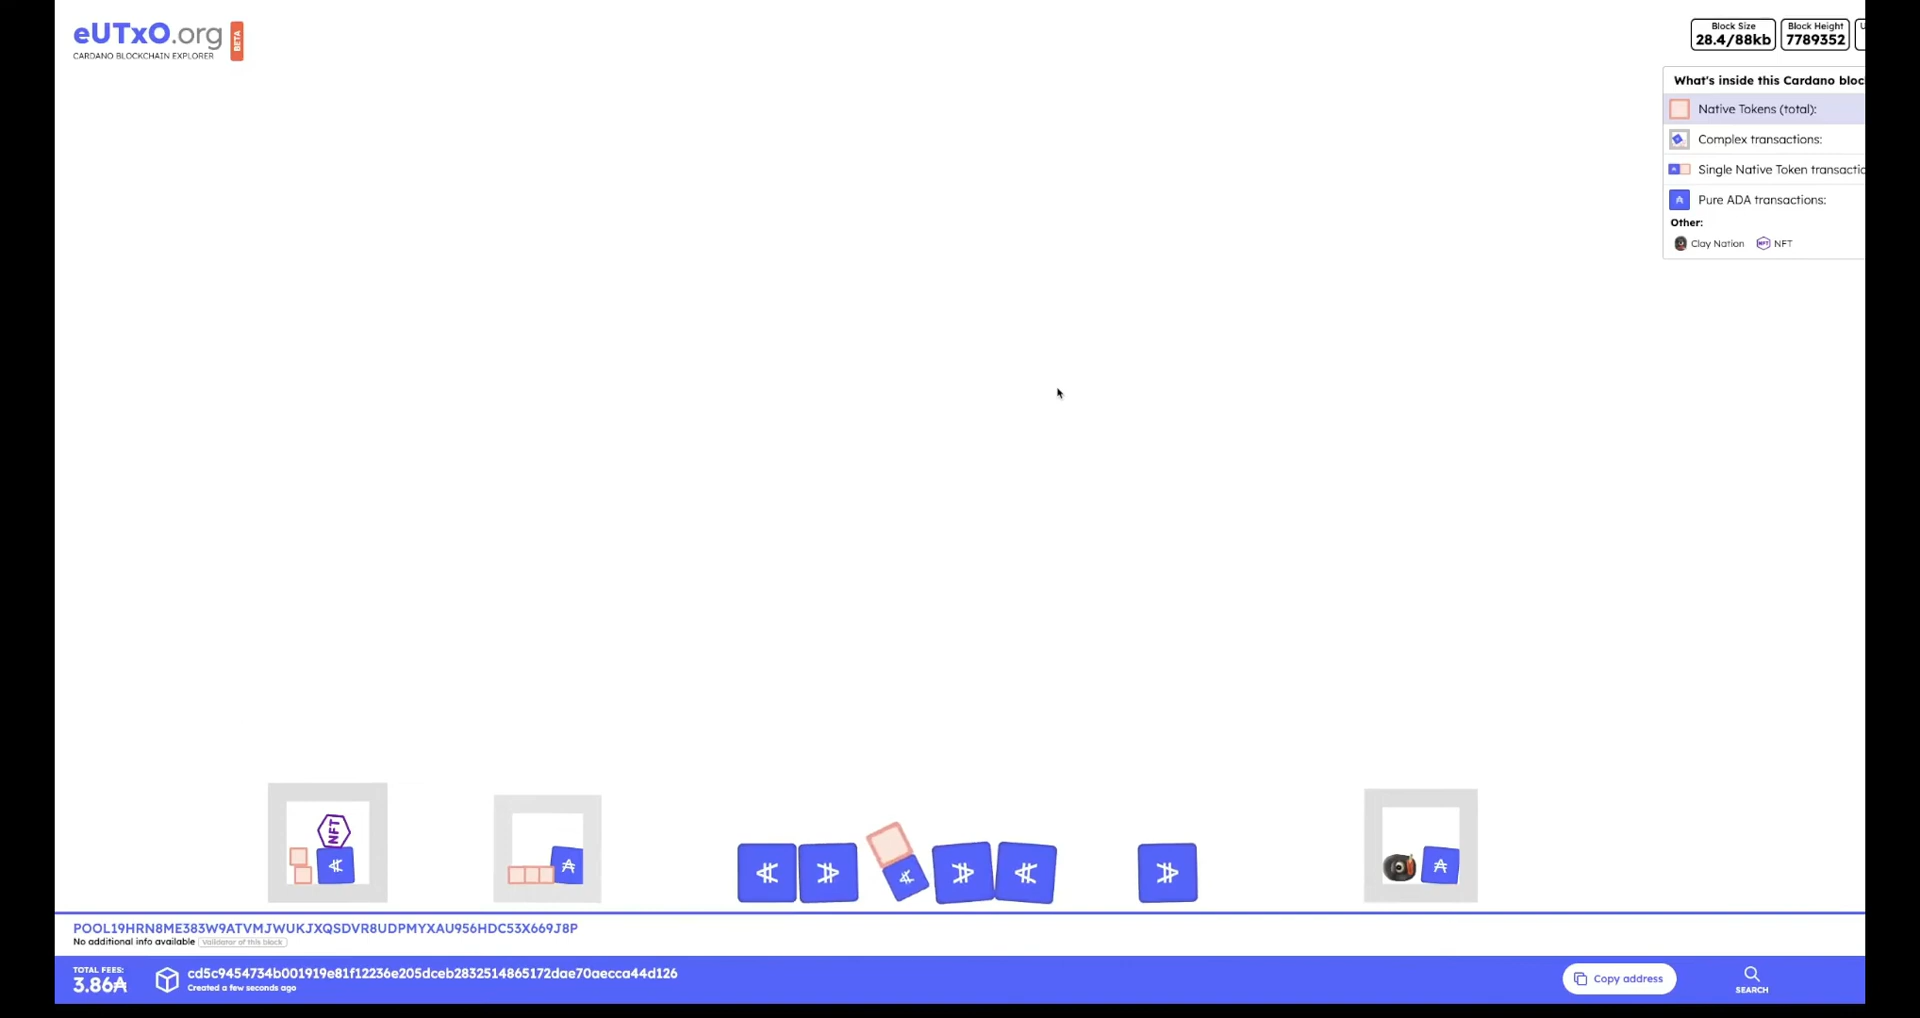 eUTxO.org
BETA
CARDANO BLOCKCHAIN EXPLORER
Block Size
28.4/88kb
Block Height
7789352
What's inside this Cardano bloc
Native Tokens (total):
Complex transactions:
Single Native Token transactio
Pure ADA transactions:
Other:
Clay Nation
NFT
NFT
POOL19HRN8ME383W9ATVMJWUKJXQSDVR8UDPMYXAU956HDC53X669J8P
No additional info available Validator of this block
TOTAL FEES:
3.86₳
cd5c9454734b001919e81f12236e205dceb2832514865172dae70aecca44d126
Created a few seconds ago
Copy address
SEARCH